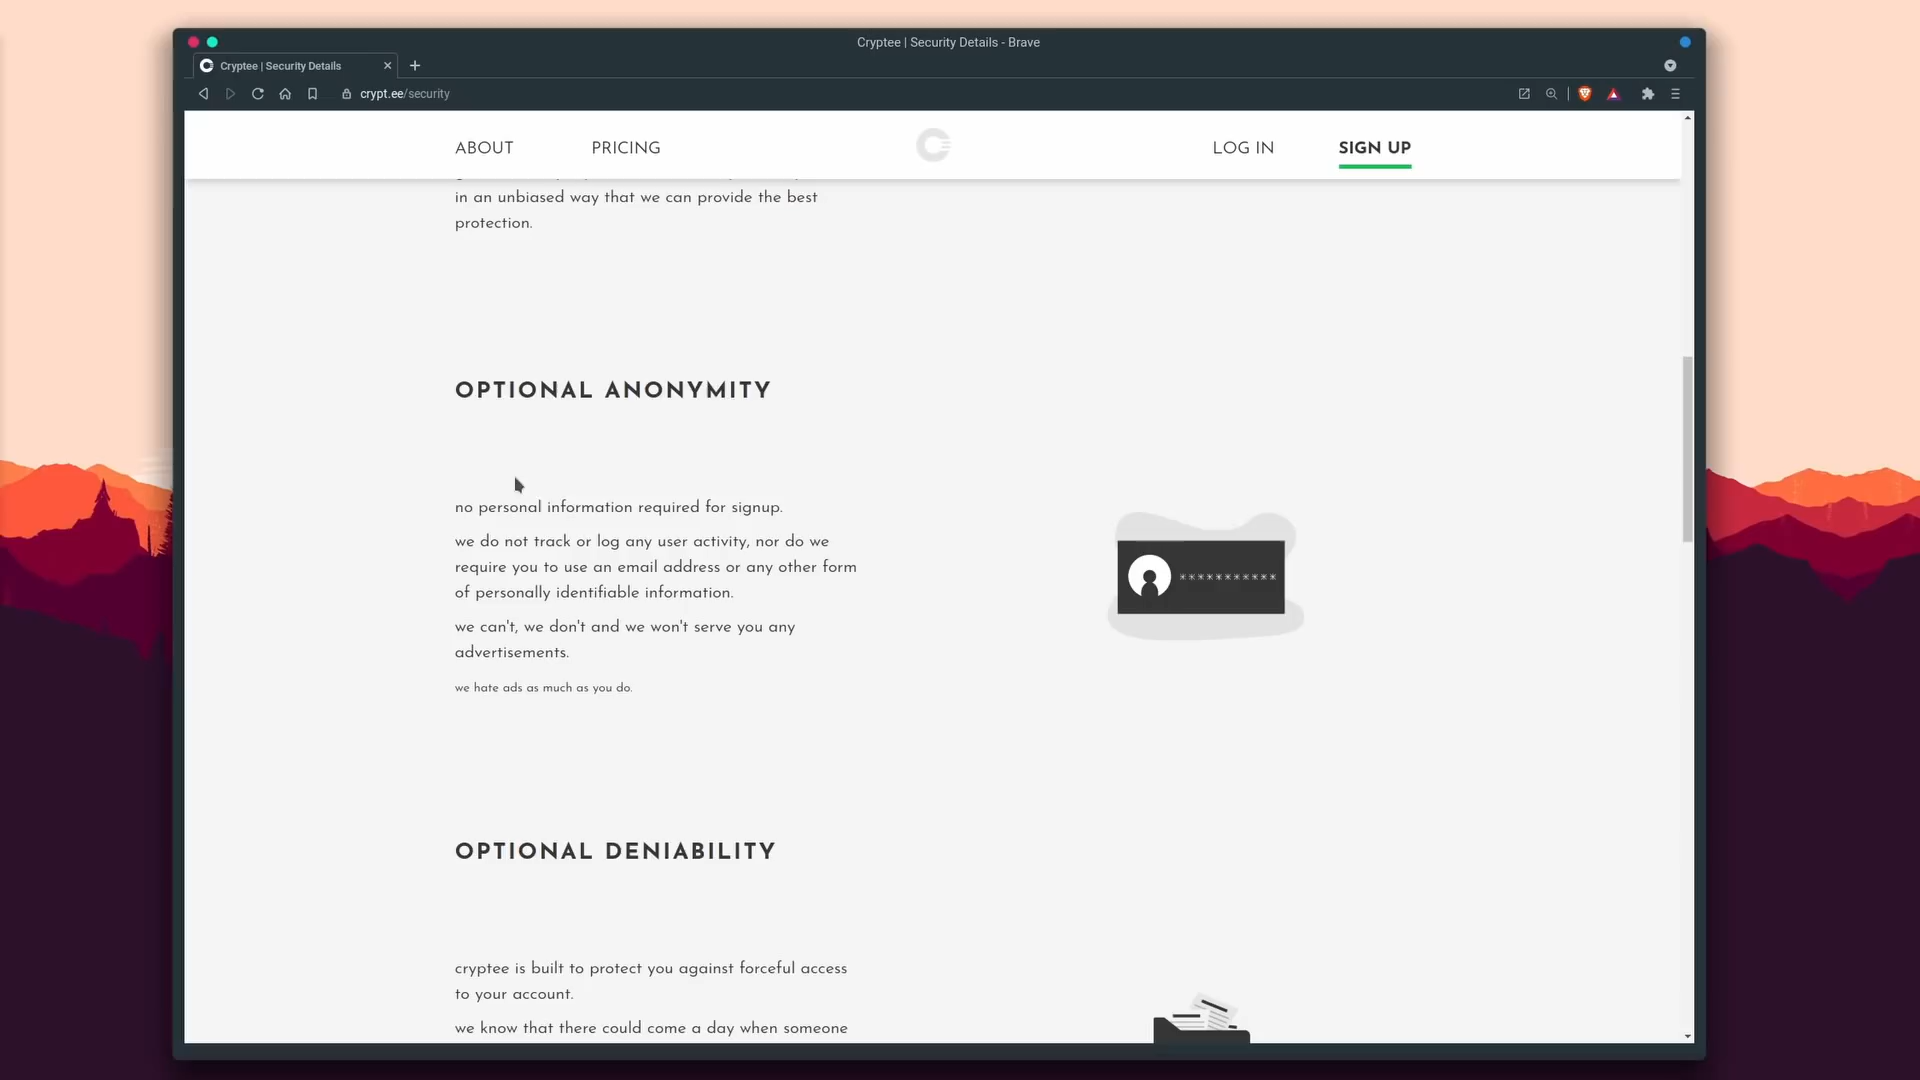 Cryptee | Security Details - Brave
Cryptee | Security Details
crypt.ee/security
ABOUT
PRICING
LOG IN
SIGN UP
in an unbiased way that we can provide the best
protection.
OPTIONAL ANONYMITY
no personal information required for signup.
we do not track or log any user activity, nor do we
require you to use an email address or any other form
of personally identifiable information.
we can't, we don't and we won't serve you any
advertisements.
we hate ads as much as you do.
**********
OPTIONAL DENIABILITY
cryptee is built to protect you against forceful access
to your account.
we know that there could come a day when someone